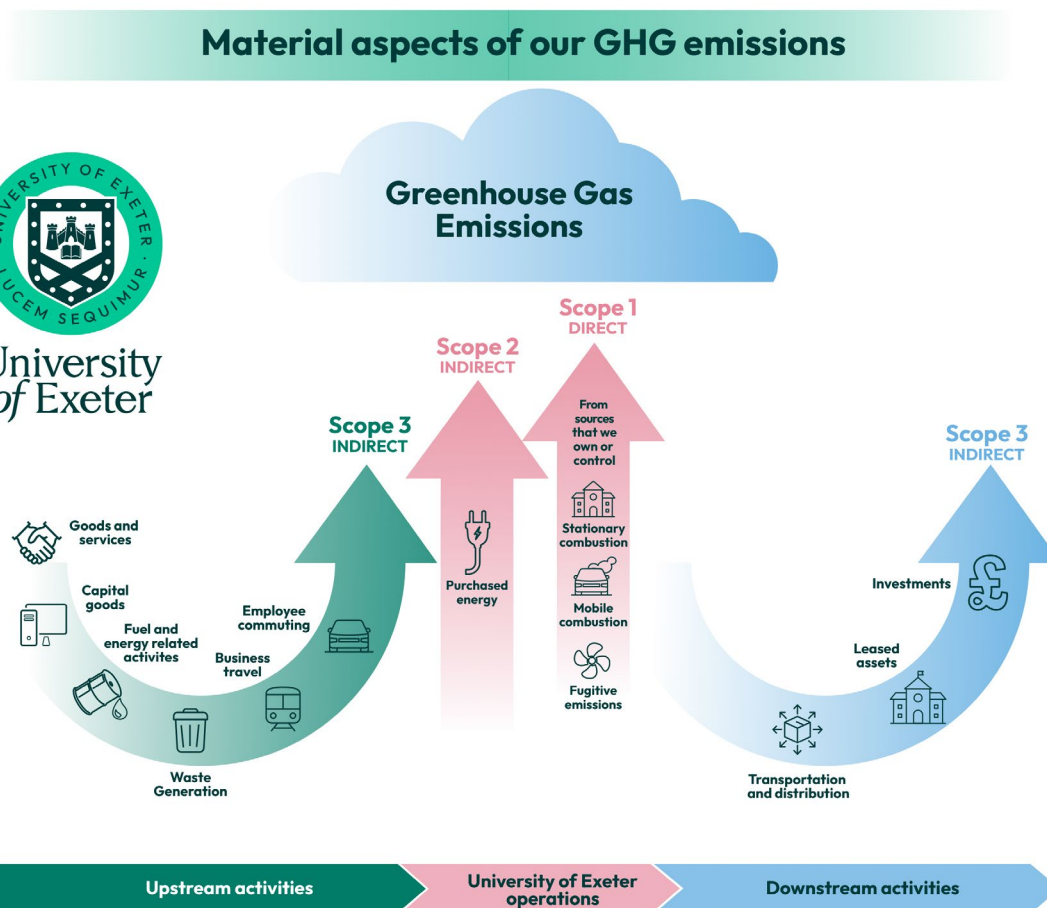 Material aspects of our GHG emissions
UNIVERSITY OF EXETER
LUCEM SEQUIMUR
University
of Exeter
Greenhouse Gas
Emissions
Scope 1
DIRECT
Scope 2
INDIRECT
Scope 3
INDIRECT
Scope 3
INDIRECT
From
sources
that we
own or
control
Stationary
combustion
Mobile
combustion
Fugitive
emissions
Purchased
energy
Goods and
services
Capital
goods
Fuel and
energy related
activites
Waste
Generation
Business
travel
Employee
commuting
Investments
£
Leased
assets
Transportation
and distribution
Upstream activities
University of Exeter
operations
Downstream activities